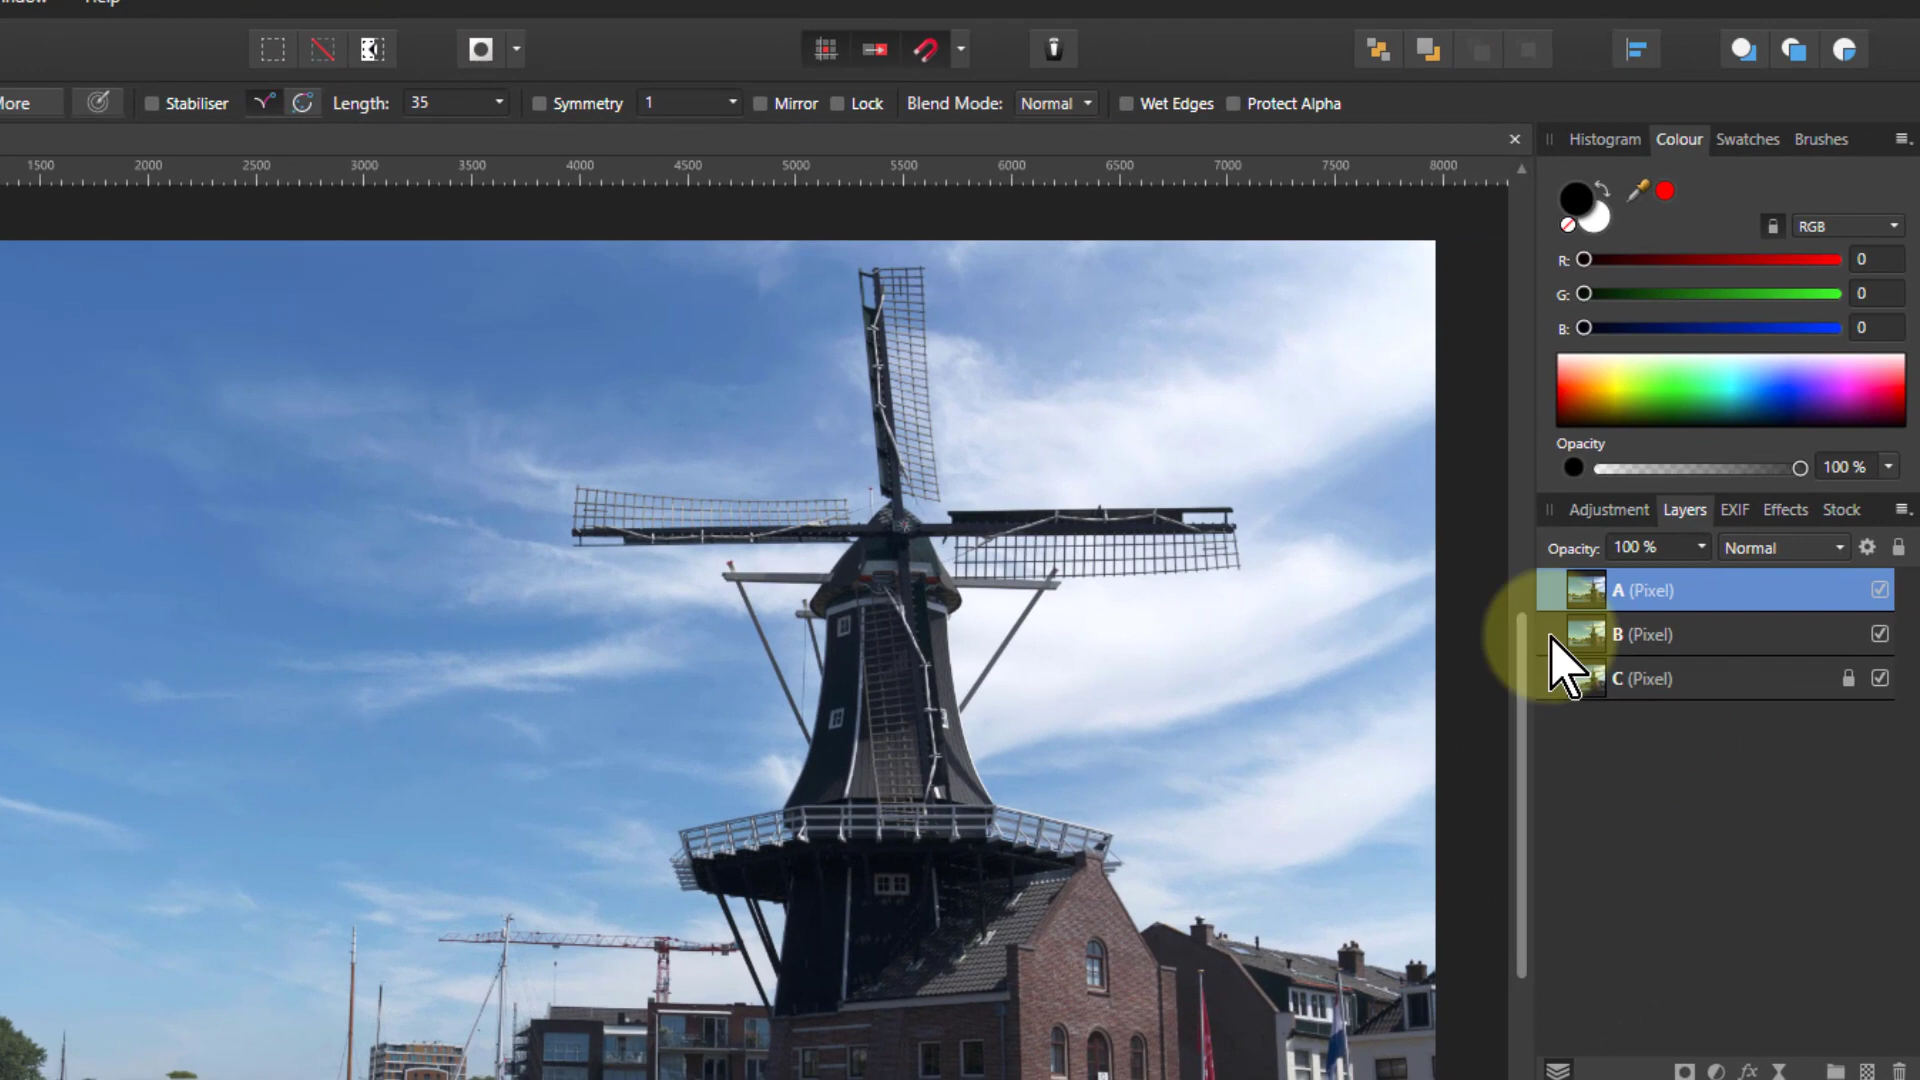 Help
More
Stabiliser
Length: 35
Symmetry 1
Mirror
Lock
Blend Mode: Normal
Wet Edges
Protect Alpha
1500 2000 2500 3000 3500 4000 4500 5000 5500 6000 6500 7000 7500 8000
Histogram Colour Swatches Brushes
RGB
R: 0
G: 0
B: 0
Opacity
100 %
Adjustment Layers EXIF Effects Stock
Opacity: 100 % Normal
A (Pixel)
B (Pixel)
C (Pixel)
fx